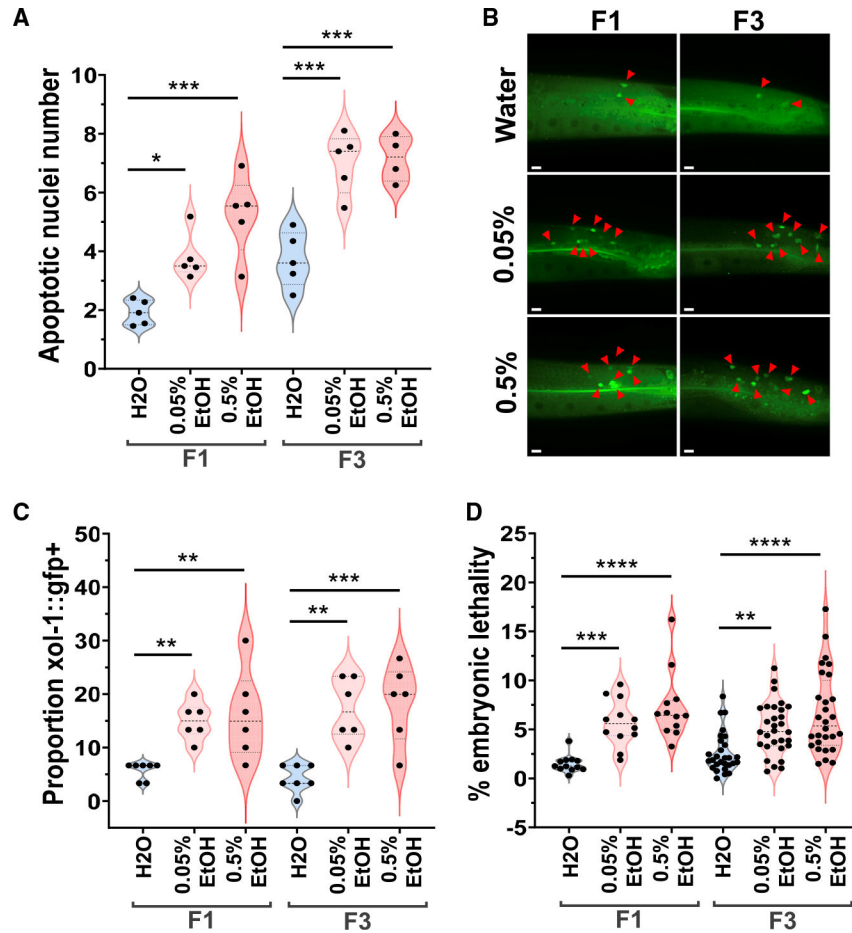 A
Apoptotic nuclei number
10
8
6
4
2
0
*
***
***
***
H2O
0.05% EtOH
0.5% EtOH
H2O
0.05% EtOH
0.5% EtOH
F1
F3
B
F1
F3
Water
0.05%
0.5%
C
Proportion xol-1::gfp+
50
40
30
20
10
0
**
**
**
***
H2O
0.05% EtOH
0.5% EtOH
H2O
0.05% EtOH
0.5% EtOH
F1
F3
D
% embryonic lethality
25
20
15
10
5
0
-5
***
****
**
****
H2O
0.05% EtOH
0.5% EtOH
H2O
0.05% EtOH
0.5% EtOH
F1
F3